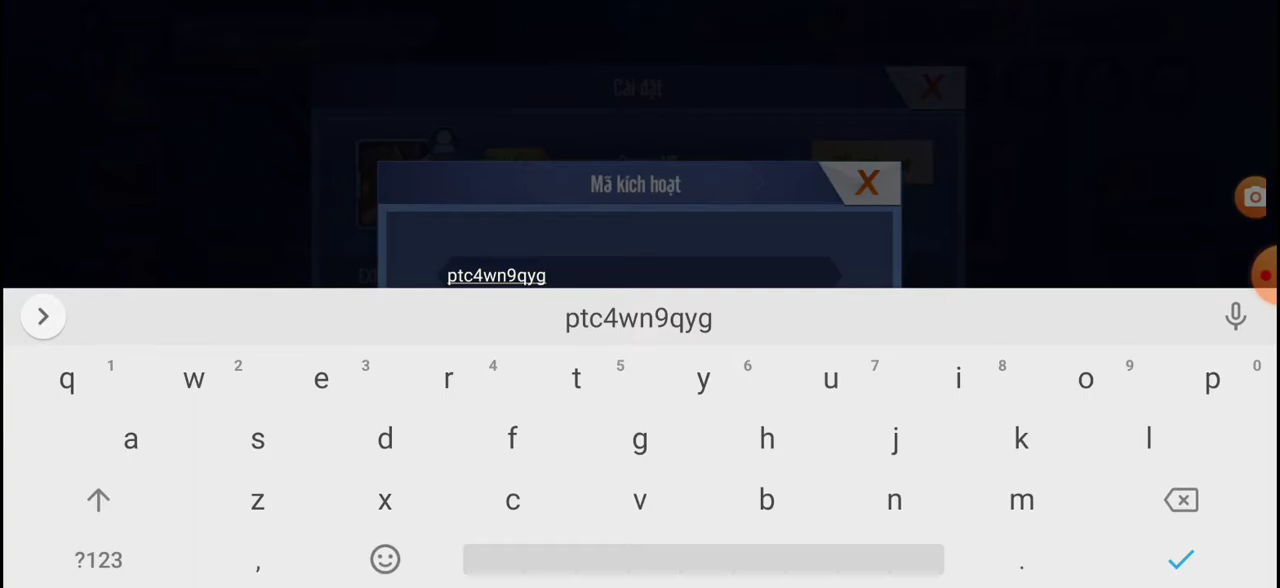 Cài đặt
Mã kích hoạt
X
ptc4wn9qyg
ptc4wn9qyg
q 1 w 2 e 3 r 4 t 5 y 6 u 7 i 8 o 9 p 0
a s d f g h j k l
z x c v b n m
?123 , .